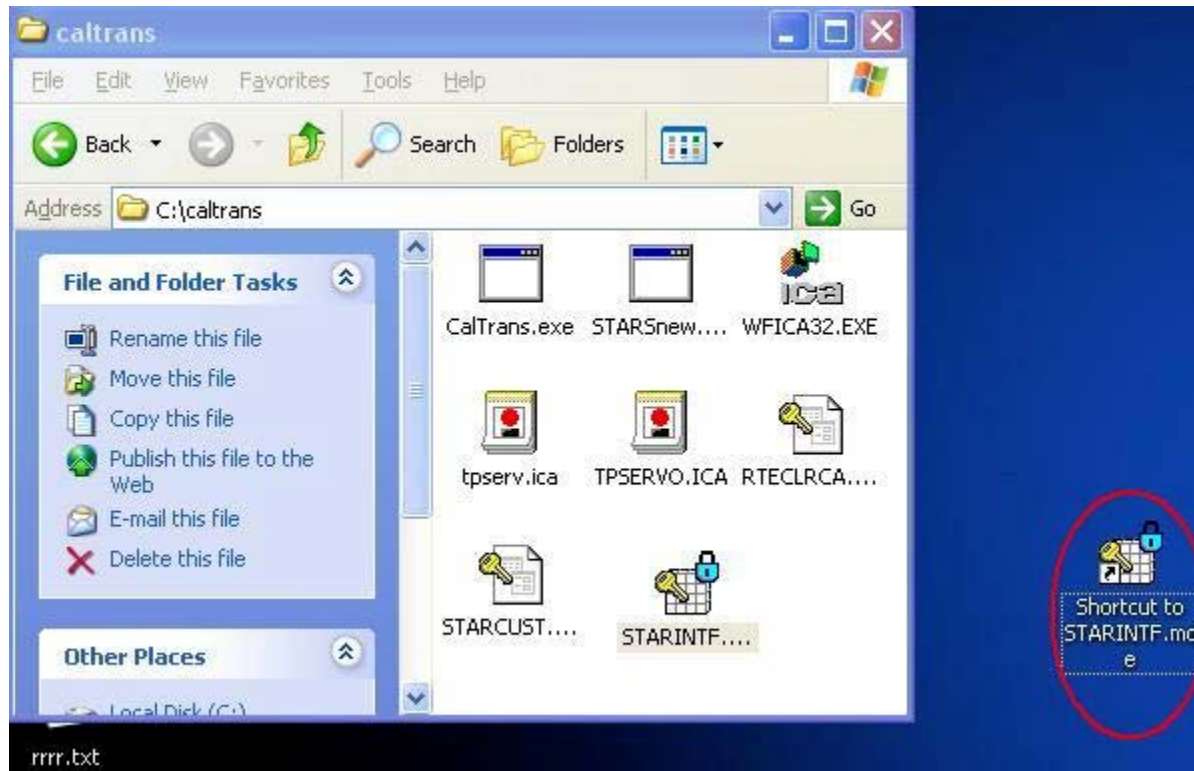 caltrans
File Edit View Favorites Tools Help
Back Search Folders
Address C:\caltrans Go
File and Folder Tasks
Rename this file
Move this file
Copy this file
Publish this file to the
Web
E-mail this file
Delete this file
Other Places
Local Disk (C:)
CalTrans.exe STARSnew.... WFICA32.EXE
ica
tpserv.ica TPSERVO.ICA RTECLRCA....
STARCUST.... STARINTF....
Shortcut to
STARINTF.md
e
rrrr.txt